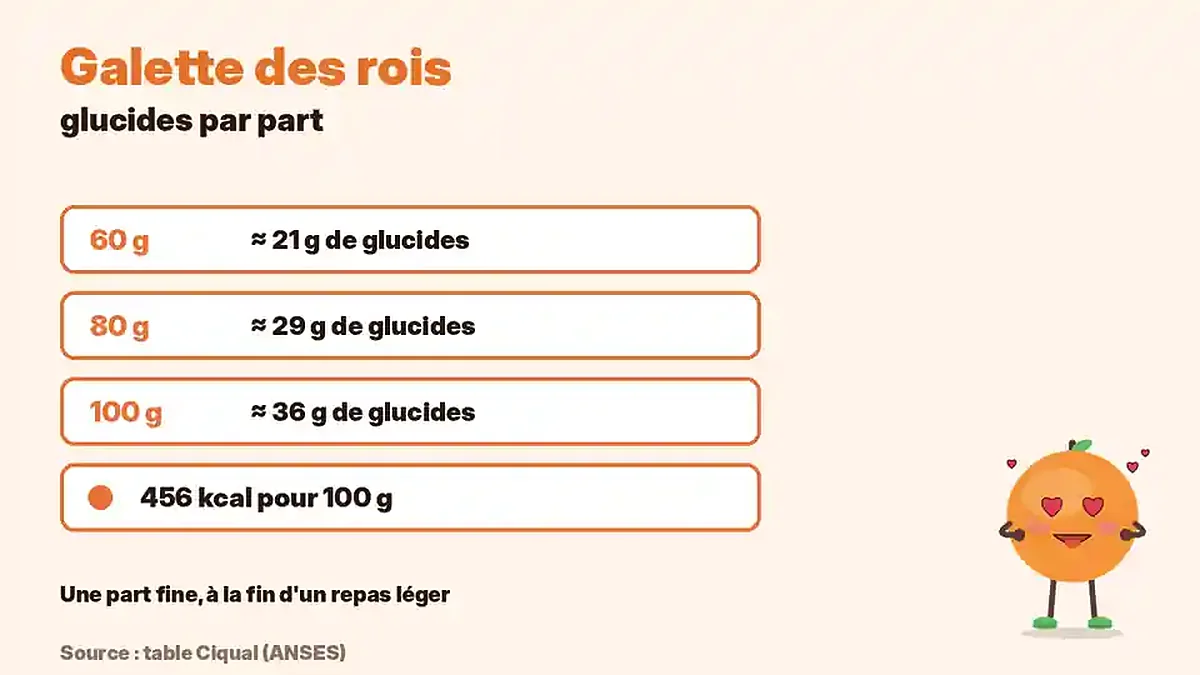 Galette des rois
glucides par part
60 g ≈ 21 g de glucides
80 g ≈ 29 g de glucides
100 g ≈ 36 g de glucides
456 kcal pour 100 g
Une part fine, à la fin d'un repas léger
Source : table Ciqual (ANSES)